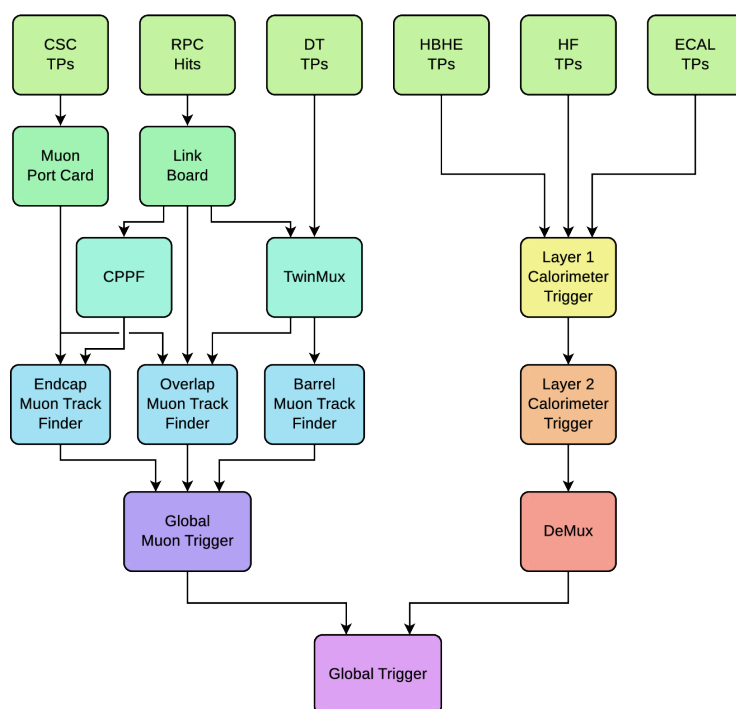 CSC
TPs
RPC
Hits
DT
TPs
HBHE
TPs
HF
TPs
ECAL
TPs
Muon
Port Card
Link
Board
CPPF
TwinMux
Layer 1
Calorimeter
Trigger
Endcap
Muon Track
Finder
Overlap
Muon Track
Finder
Barrel
Muon Track
Finder
Layer 2
Calorimeter
Trigger
Global
Muon Trigger
DeMux
Global Trigger